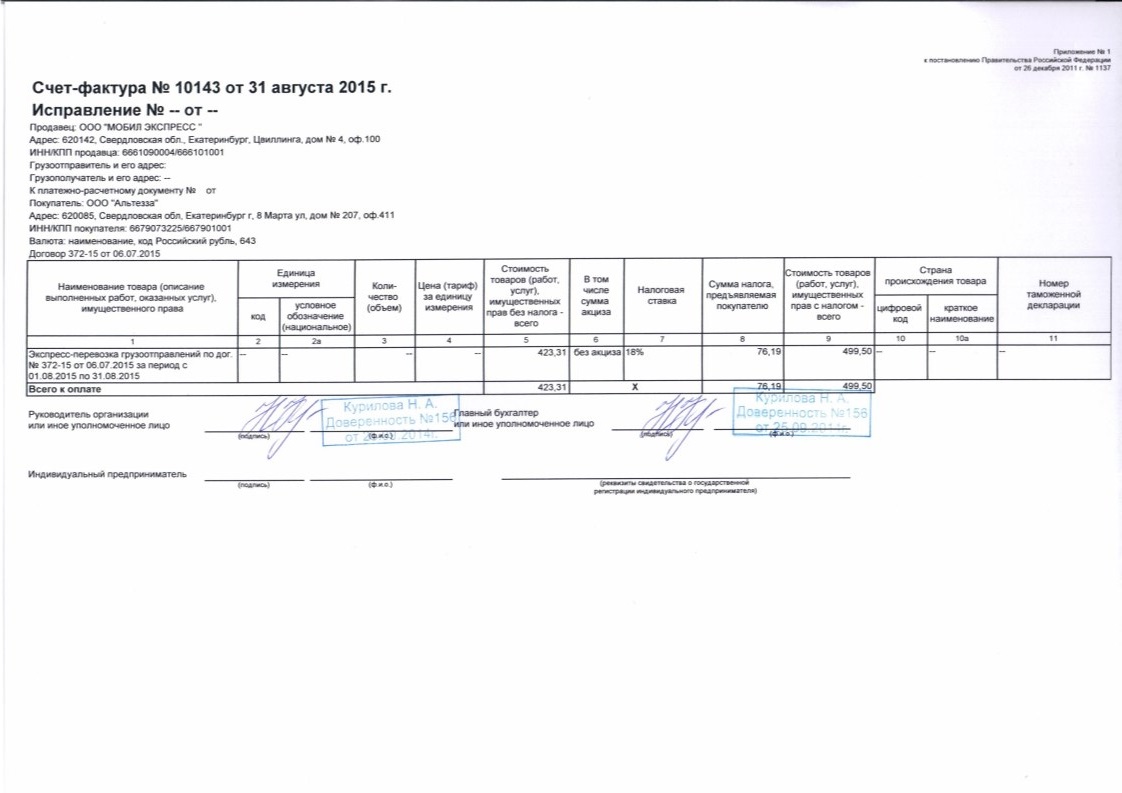 Приложение № 1
к постановлению Правительства Российской Федерации
от 26 декабря 2011 г. № 1137
Счет-фактура № 10143 от 31 августа 2015 г.
Исправление № -- от --
Продавец: ООО "МОБИЛ ЭКСПРЕСС "
Адрес: 620142, Свердловская обл., Екатеринбург, Цвиллинга, дом № 4, оф.100
ИНН/КПП продавца: 6661090004/666101001
Грузоотправитель и его адрес:
Грузополучатель и его адрес: --
К платежно-расчетному документу № от
Покупатель: ООО "Альтезза"
Адрес: 620085, Свердловская обл, Екатеринбург г, 8 Марта ул, дом № 207, оф.411
ИНН/КПП покупателя: 6679073225/667901001
Валюта: наименование, код Российский рубль, 643
Договор 372-15 от 06.07.2015
Наименование товара (описание
выполненных работ, оказанных услуг),
имущественного права
Единица
измерения
код
условное
обозначение
(национальное)
Коли-
чество
(объем)
Цена (тариф)
за единицу
измерения
Стоимость
товаров (работ,
услуг),
имущественных
прав без налога -
всего
В том
числе
сумма
акциза
Налоговая
ставка
Сумма налога,
предъявляемая
покупателю
Стоимость товаров
(работ, услуг),
имущественных
прав с налогом -
всего
Страна
происхождения товара
цифровой
код
краткое
наименование
Номер
таможенной
декларации
1 2 2а 3 4 5 6 7 8 9 10 10а 11
Экспресс-перевозка грузоотправлений по дог. -- -- -- -- 423,31 без акциза 18% 76,19 499,50 -- -- --
№ 372-15 от 06.07.2015 за период с
01.08.2015 по 31.08.2015
Всего к оплате 423,31 X 76,19 499,50
Руководитель организации
или иное уполномоченное лицо
(подпись)
(ф.и.о.)
Курилова Н. А.
Доверенность №156
Главный бухгалтер
или иное уполномоченное лицо
(подпись)
(ф.и.о.)
Курилова Н. А.
Доверенность №156
от 25.09.2014г.
Индивидуальный предприниматель
(подпись)
(ф.и.о.)
(реквизиты свидетельства о государственной
регистрации индивидуального предпринимателя)